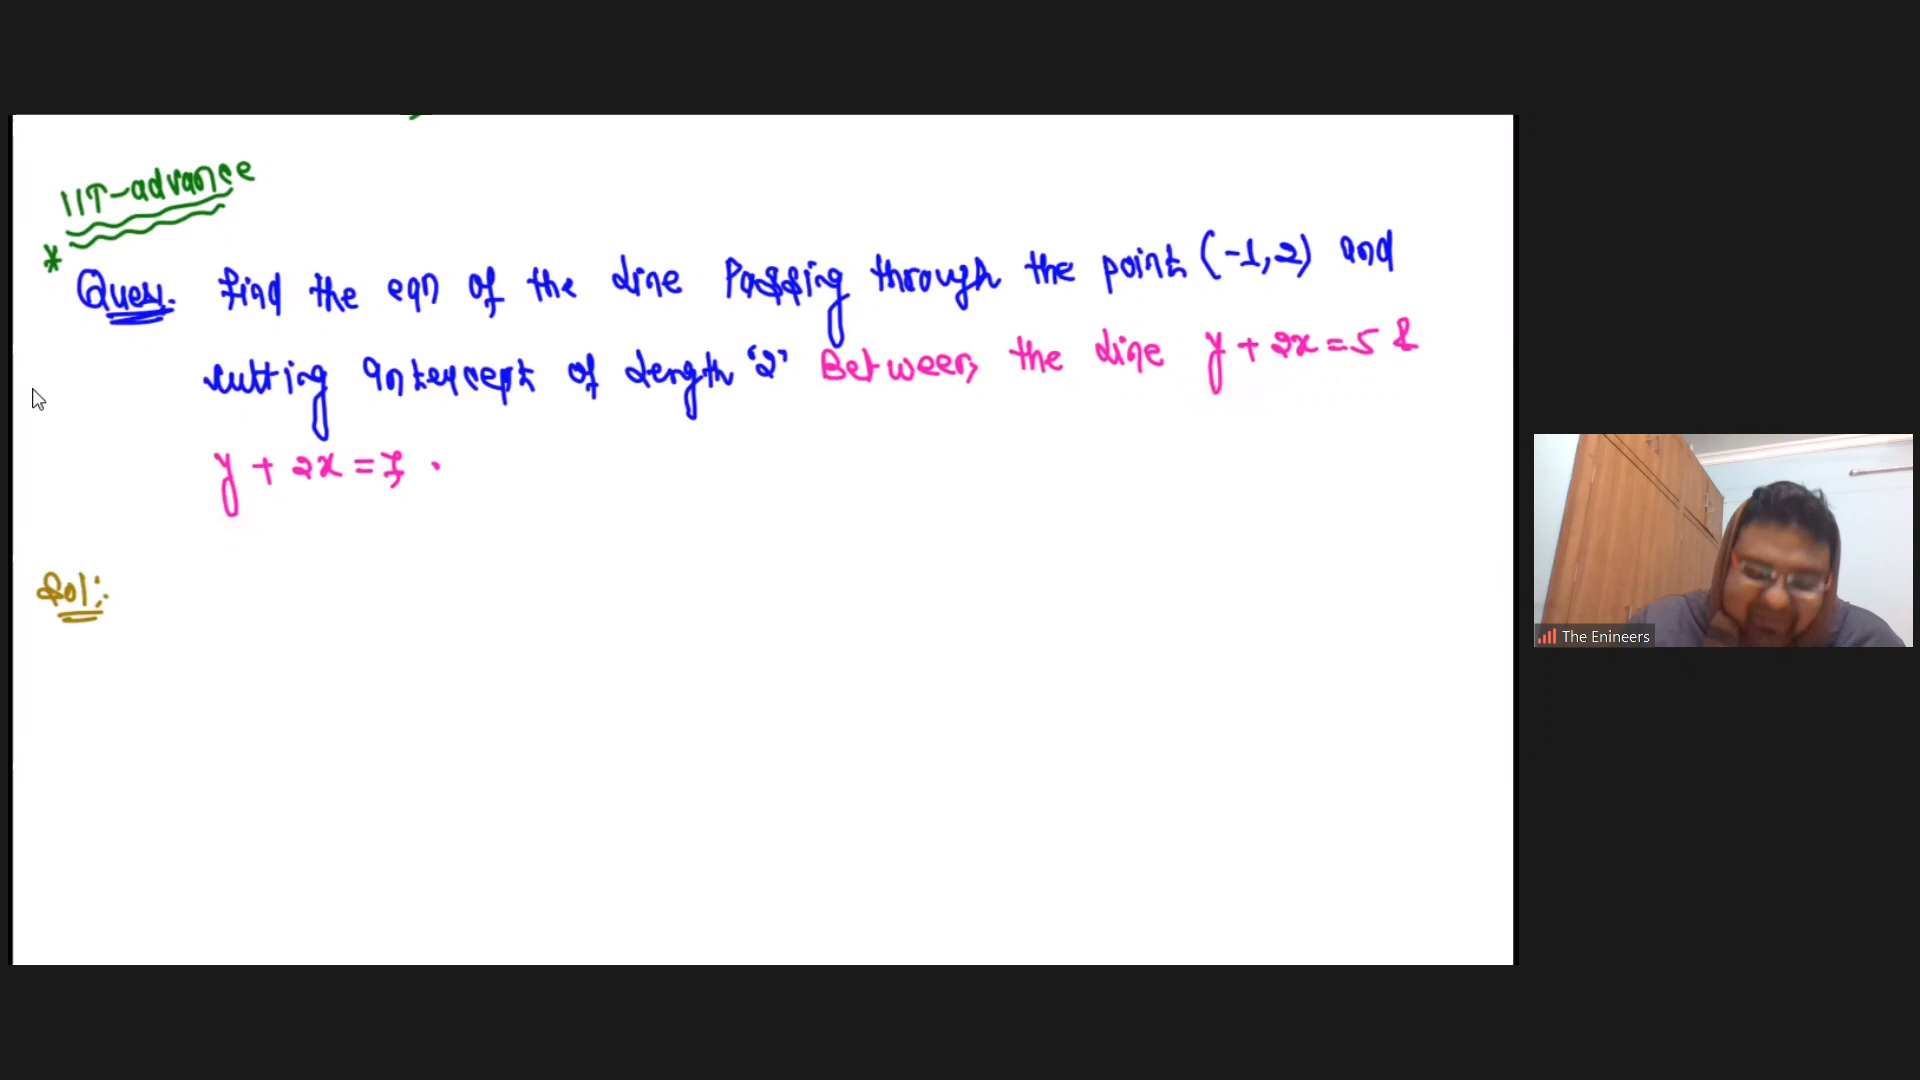 IIT-advance
* Ques. find the eqn of the line Passing through the point (-1,2) and
cutting intercept of length '2' Between the line y + 2x = 5 &
y + 2x = 7 .
Sol:
The Enineers